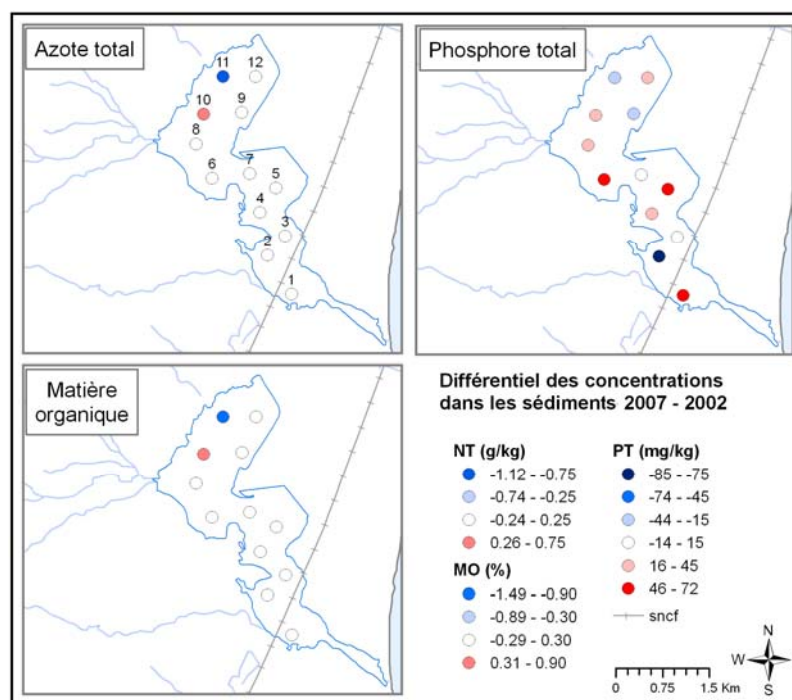 Azote total
11
12
10
9
8
7
6
5
4
3
2
1
Phosphore total
Matière
organique
Différentiel des concentrations
dans les sédiments 2007 - 2002
NT (g/kg)
-1.12 - -0.75
-0.74 - -0.25
-0.24 - 0.25
0.26 - 0.75
MO (%)
-1.49 - -0.90
-0.89 - -0.30
-0.29 - 0.30
0.31 - 0.90
PT (mg/kg)
-85 - -75
-74 - -45
-44 - -15
-14 - 15
16 - 45
46 - 72
sncf
0 0.75 1.5 Km
N
W E
S